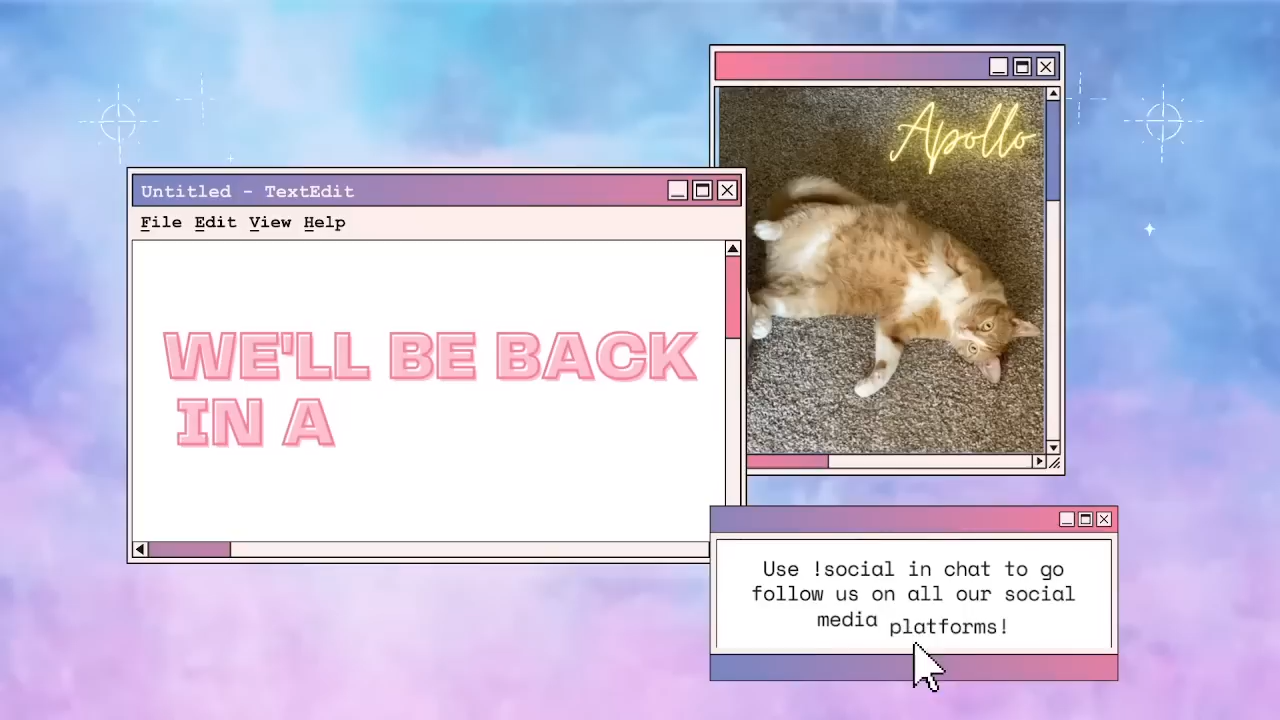 Apollo
Untitled - TextEdit
File Edit View Help
WE'LL BE BACK
IN A
Use !social in chat to go
follow us on all our social
media platforms!